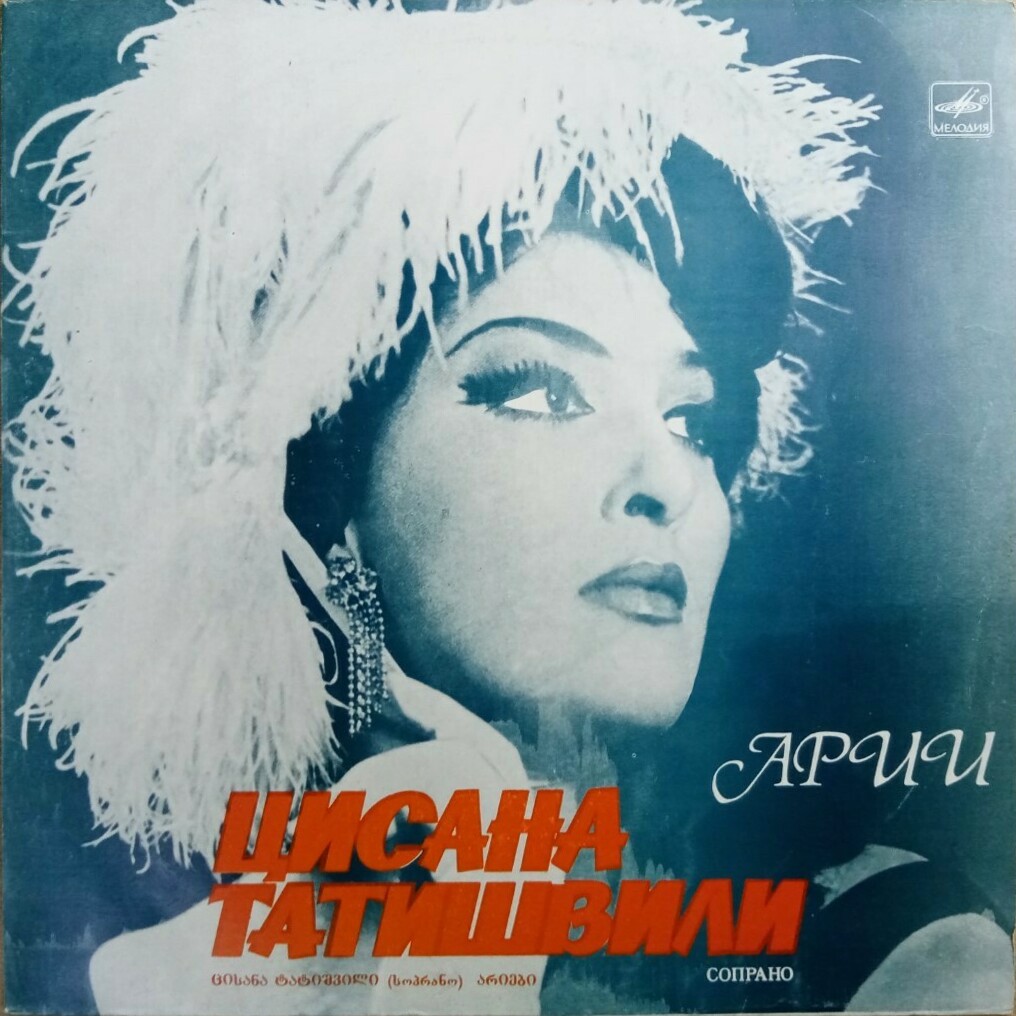 МЕЛОДИЯ
АРИИ
ЦИСАНА
ТАТИШВИЛИ
ცისანა ტატიშვილი (სოპრანო) არიები
СОПРАНО